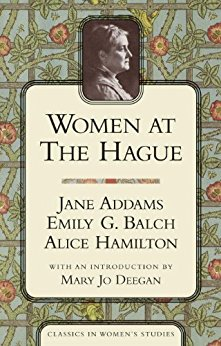 WOMEN AT
THE HAGUE
JANE ADDAMS
EMILY G. BALCH
ALICE HAMILTON
WITH AN INTRODUCTION BY
MARY JO DEEGAN
CLASSICS IN WOMEN'S STUDIES